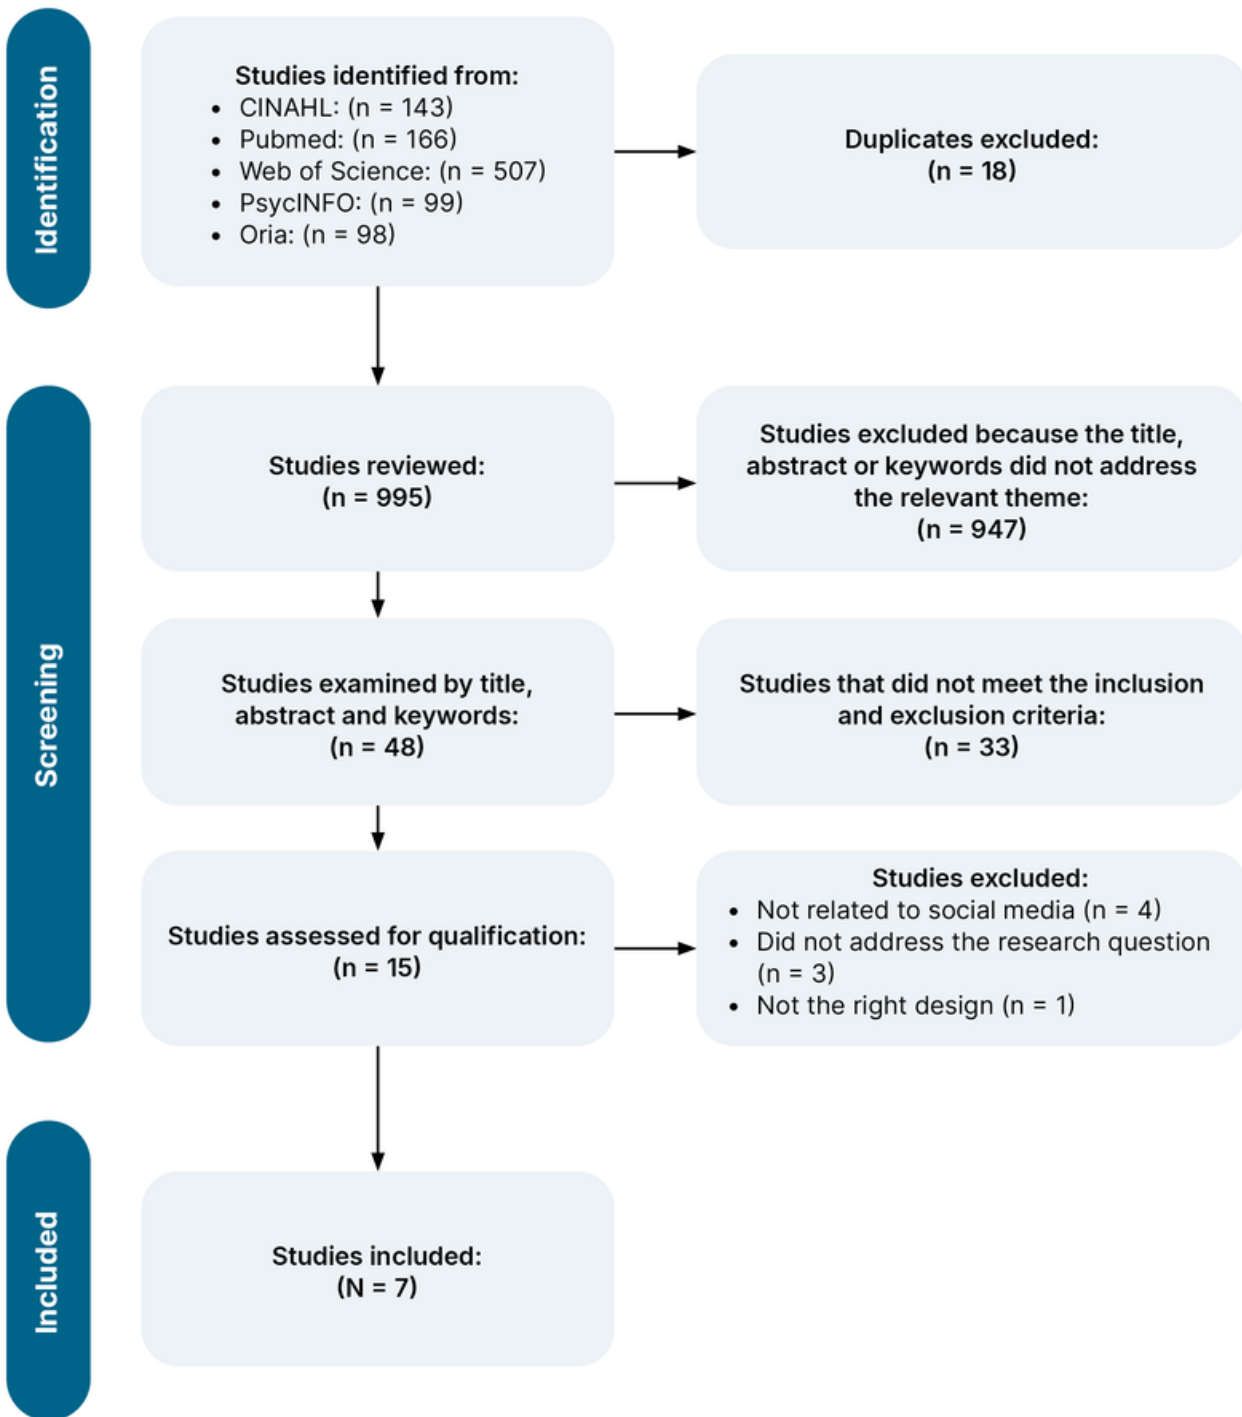 Identification
Studies identified from:
• CINAHL: (n = 143)
• Pubmed: (n = 166)
• Web of Science: (n = 507)
• PsycINFO: (n = 99)
• Oria: (n = 98)
Duplicates excluded:
(n = 18)
Screening
Studies reviewed:
(n = 995)
Studies excluded because the title,
abstract or keywords did not address
the relevant theme:
(n = 947)
Studies examined by title,
abstract and keywords:
(n = 48)
Studies that did not meet the inclusion
and exclusion criteria:
(n = 33)
Studies assessed for qualification:
(n = 15)
Studies excluded:
• Not related to social media (n = 4)
• Did not address the research question
(n = 3)
• Not the right design (n = 1)
Included
Studies included:
(N = 7)